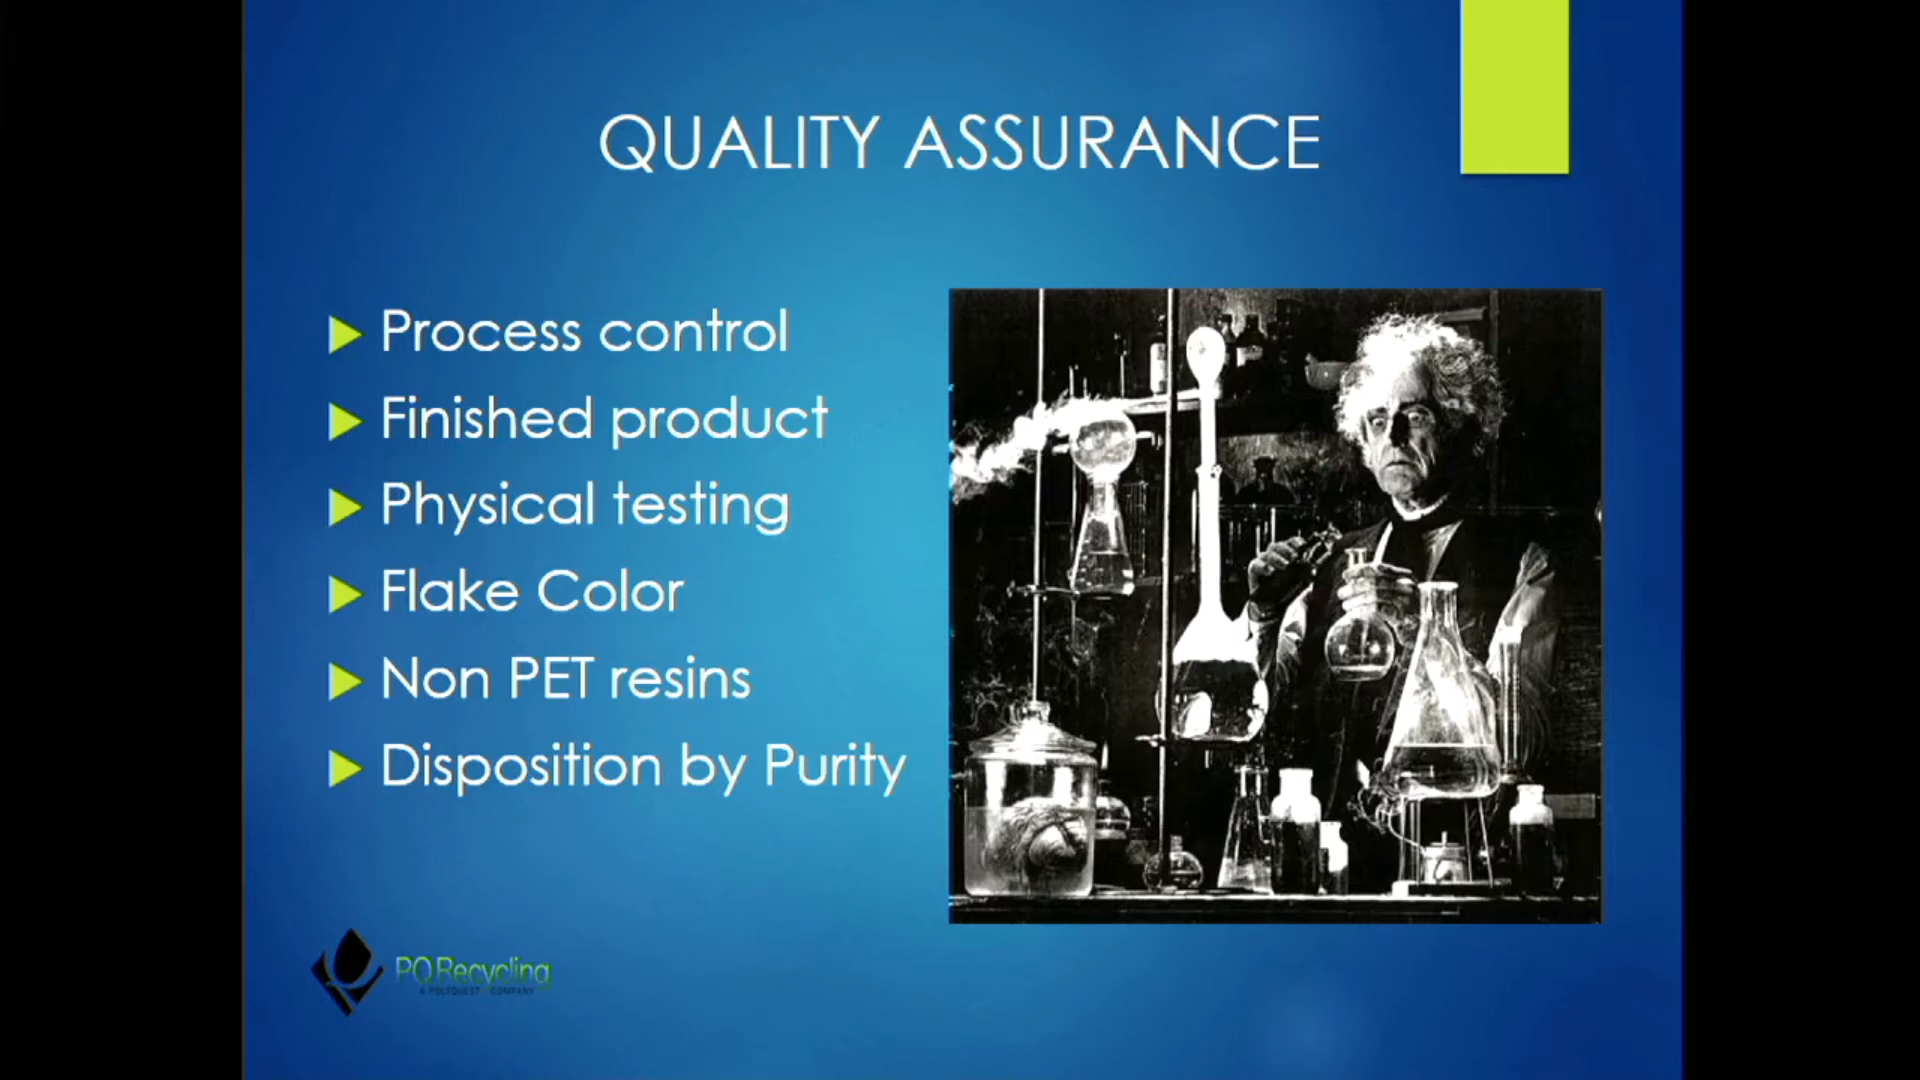 QUALITY ASSURANCE
Process control
Finished product
Physical testing
Flake Color
Non PET resins
Disposition by Purity
PQ Recycling
A POLYQUEST COMPANY